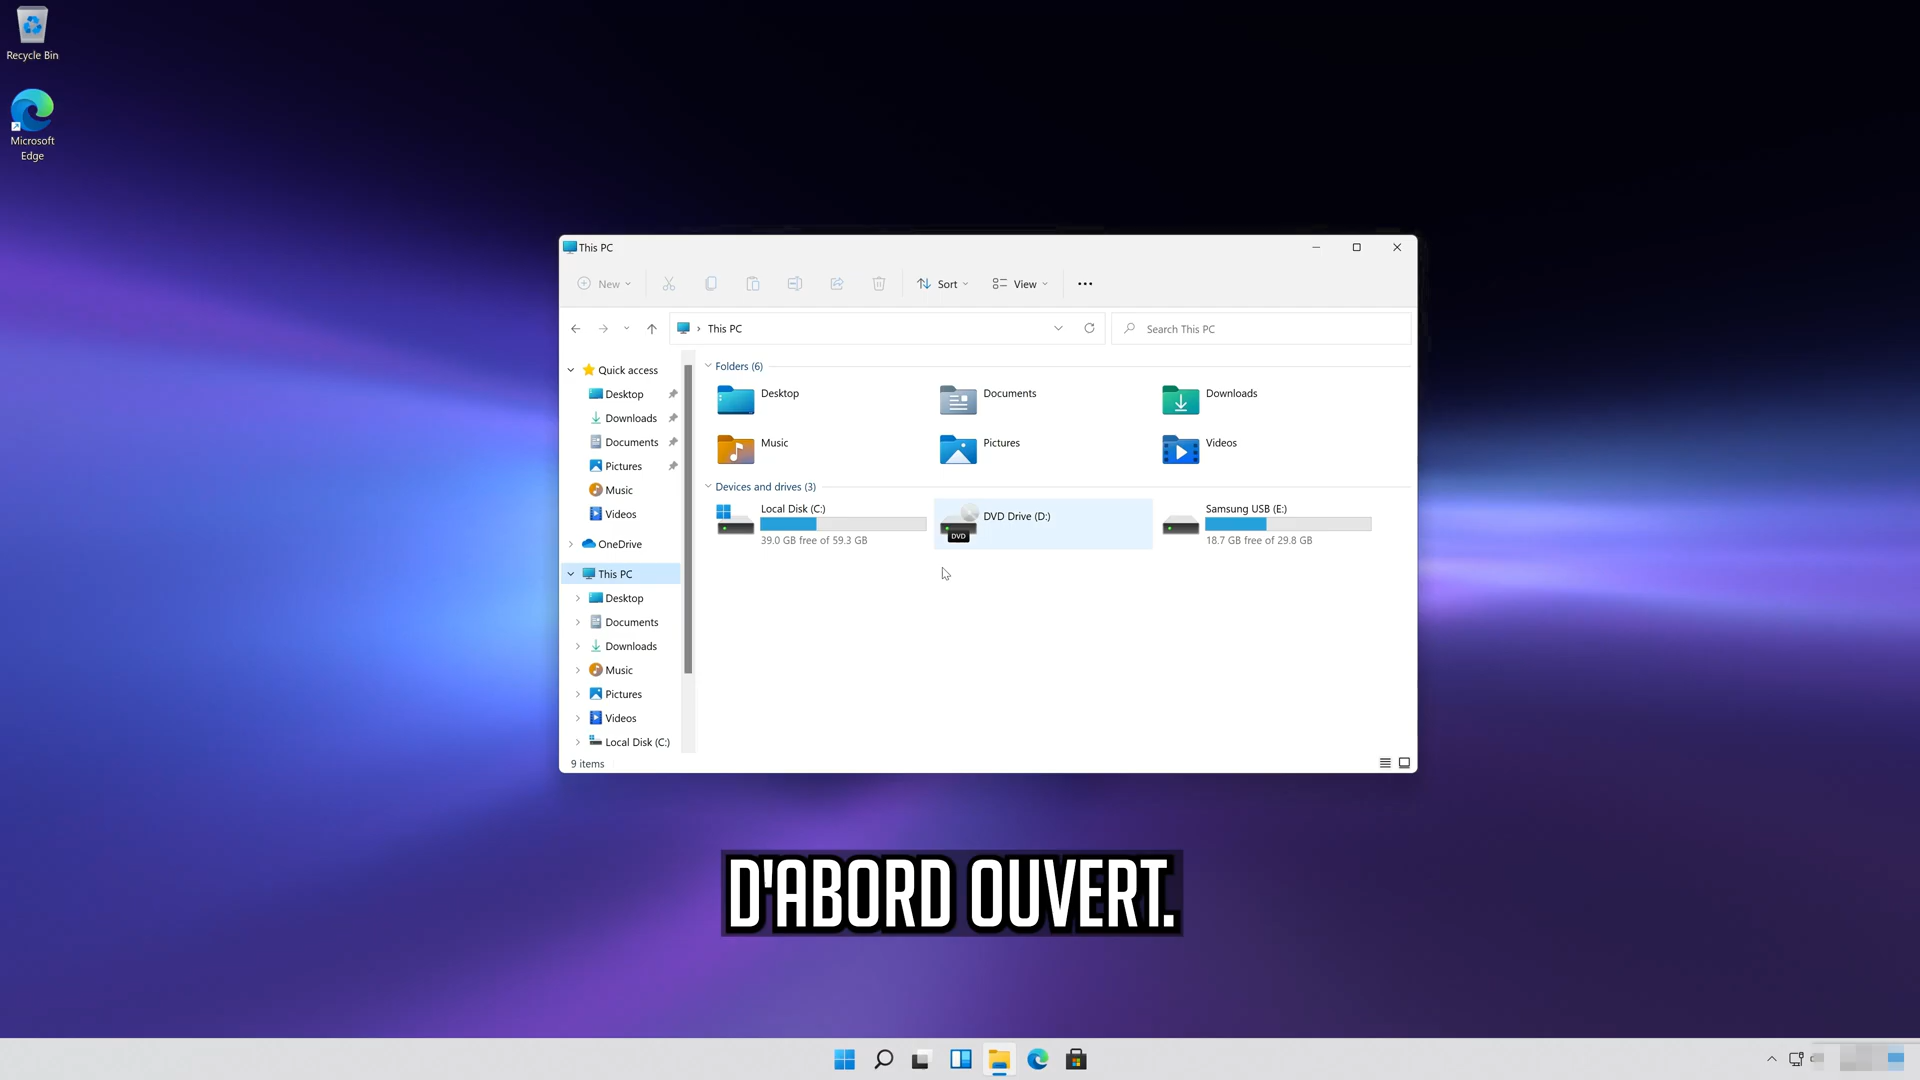 Recycle Bin
Microsoft
Edge
This PC
New
Sort
View
This PC
Search This PC
Quick access
Desktop
Downloads
Documents
Pictures
Music
Videos
OneDrive
This PC
Desktop
Documents
Downloads
Music
Pictures
Videos
Local Disk (C:)
Folders (6)
Desktop
Documents
Downloads
Music
Pictures
Videos
Devices and drives (3)
Local Disk (C:)
39.0 GB free of 59.3 GB
DVD
DVD Drive (D:)
Samsung USB (E:)
18.7 GB free of 29.8 GB
9 items
D'ABORD OUVERT.